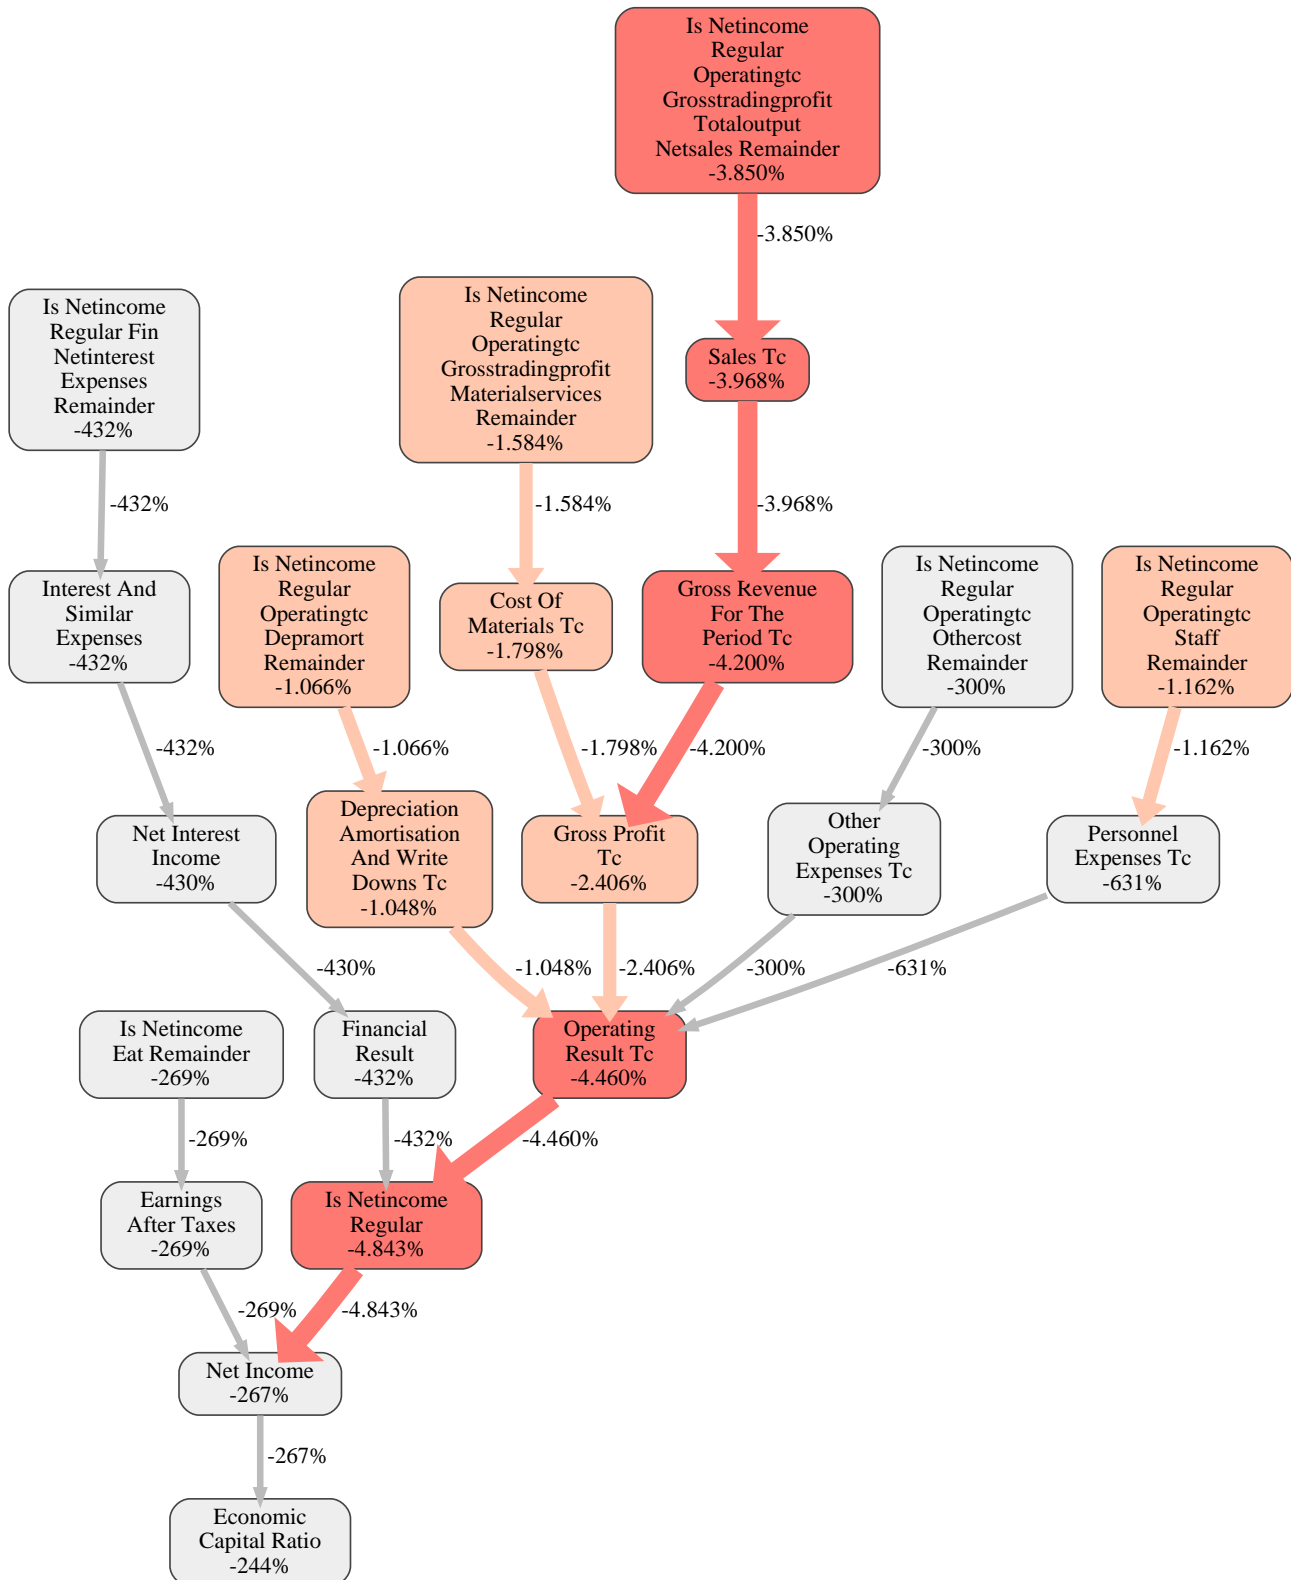 Is Netincome
Regular
Operatingtc
Grosstradingprofit
Totaloutput
Netsales Remainder
-3.850%
-3.850%
Is Netincome
Regular Fin
Netinterest
Expenses
Remainder
-432%
Is Netincome
Regular
Operatingtc
Grosstradingprofit
Materialservices
Remainder
-1.584%
Sales Tc
-3.968%
-432%
-1.584%
-3.968%
Interest And
Similar
Expenses
-432%
Is Netincome
Regular
Operatingtc
Depramort
Remainder
-1.066%
Cost Of
Materials Tc
-1.798%
Gross Revenue
For The
Period Tc
-4.200%
Is Netincome
Regular
Operatingtc
Othercost
Remainder
-300%
Is Netincome
Regular
Operatingtc
Staff
Remainder
-1.162%
-432%
-1.066%
-1.798%
-4.200%
-300%
-1.162%
Net Interest
Income
-430%
Depreciation
Amortisation
And Write
Downs Tc
-1.048%
Gross Profit
Tc
-2.406%
Other
Operating
Expenses Tc
-300%
Personnel
Expenses Tc
-631%
-430%
-1.048%
-2.406%
-300%
-631%
Is Netincome
Eat Remainder
-269%
Financial
Result
-432%
Operating
Result Tc
-4.460%
-269%
-432%
-4.460%
Earnings
After Taxes
-269%
Is Netincome
Regular
-4.843%
-269%
-4.843%
Net Income
-267%
-267%
Economic
Capital Ratio
-244%